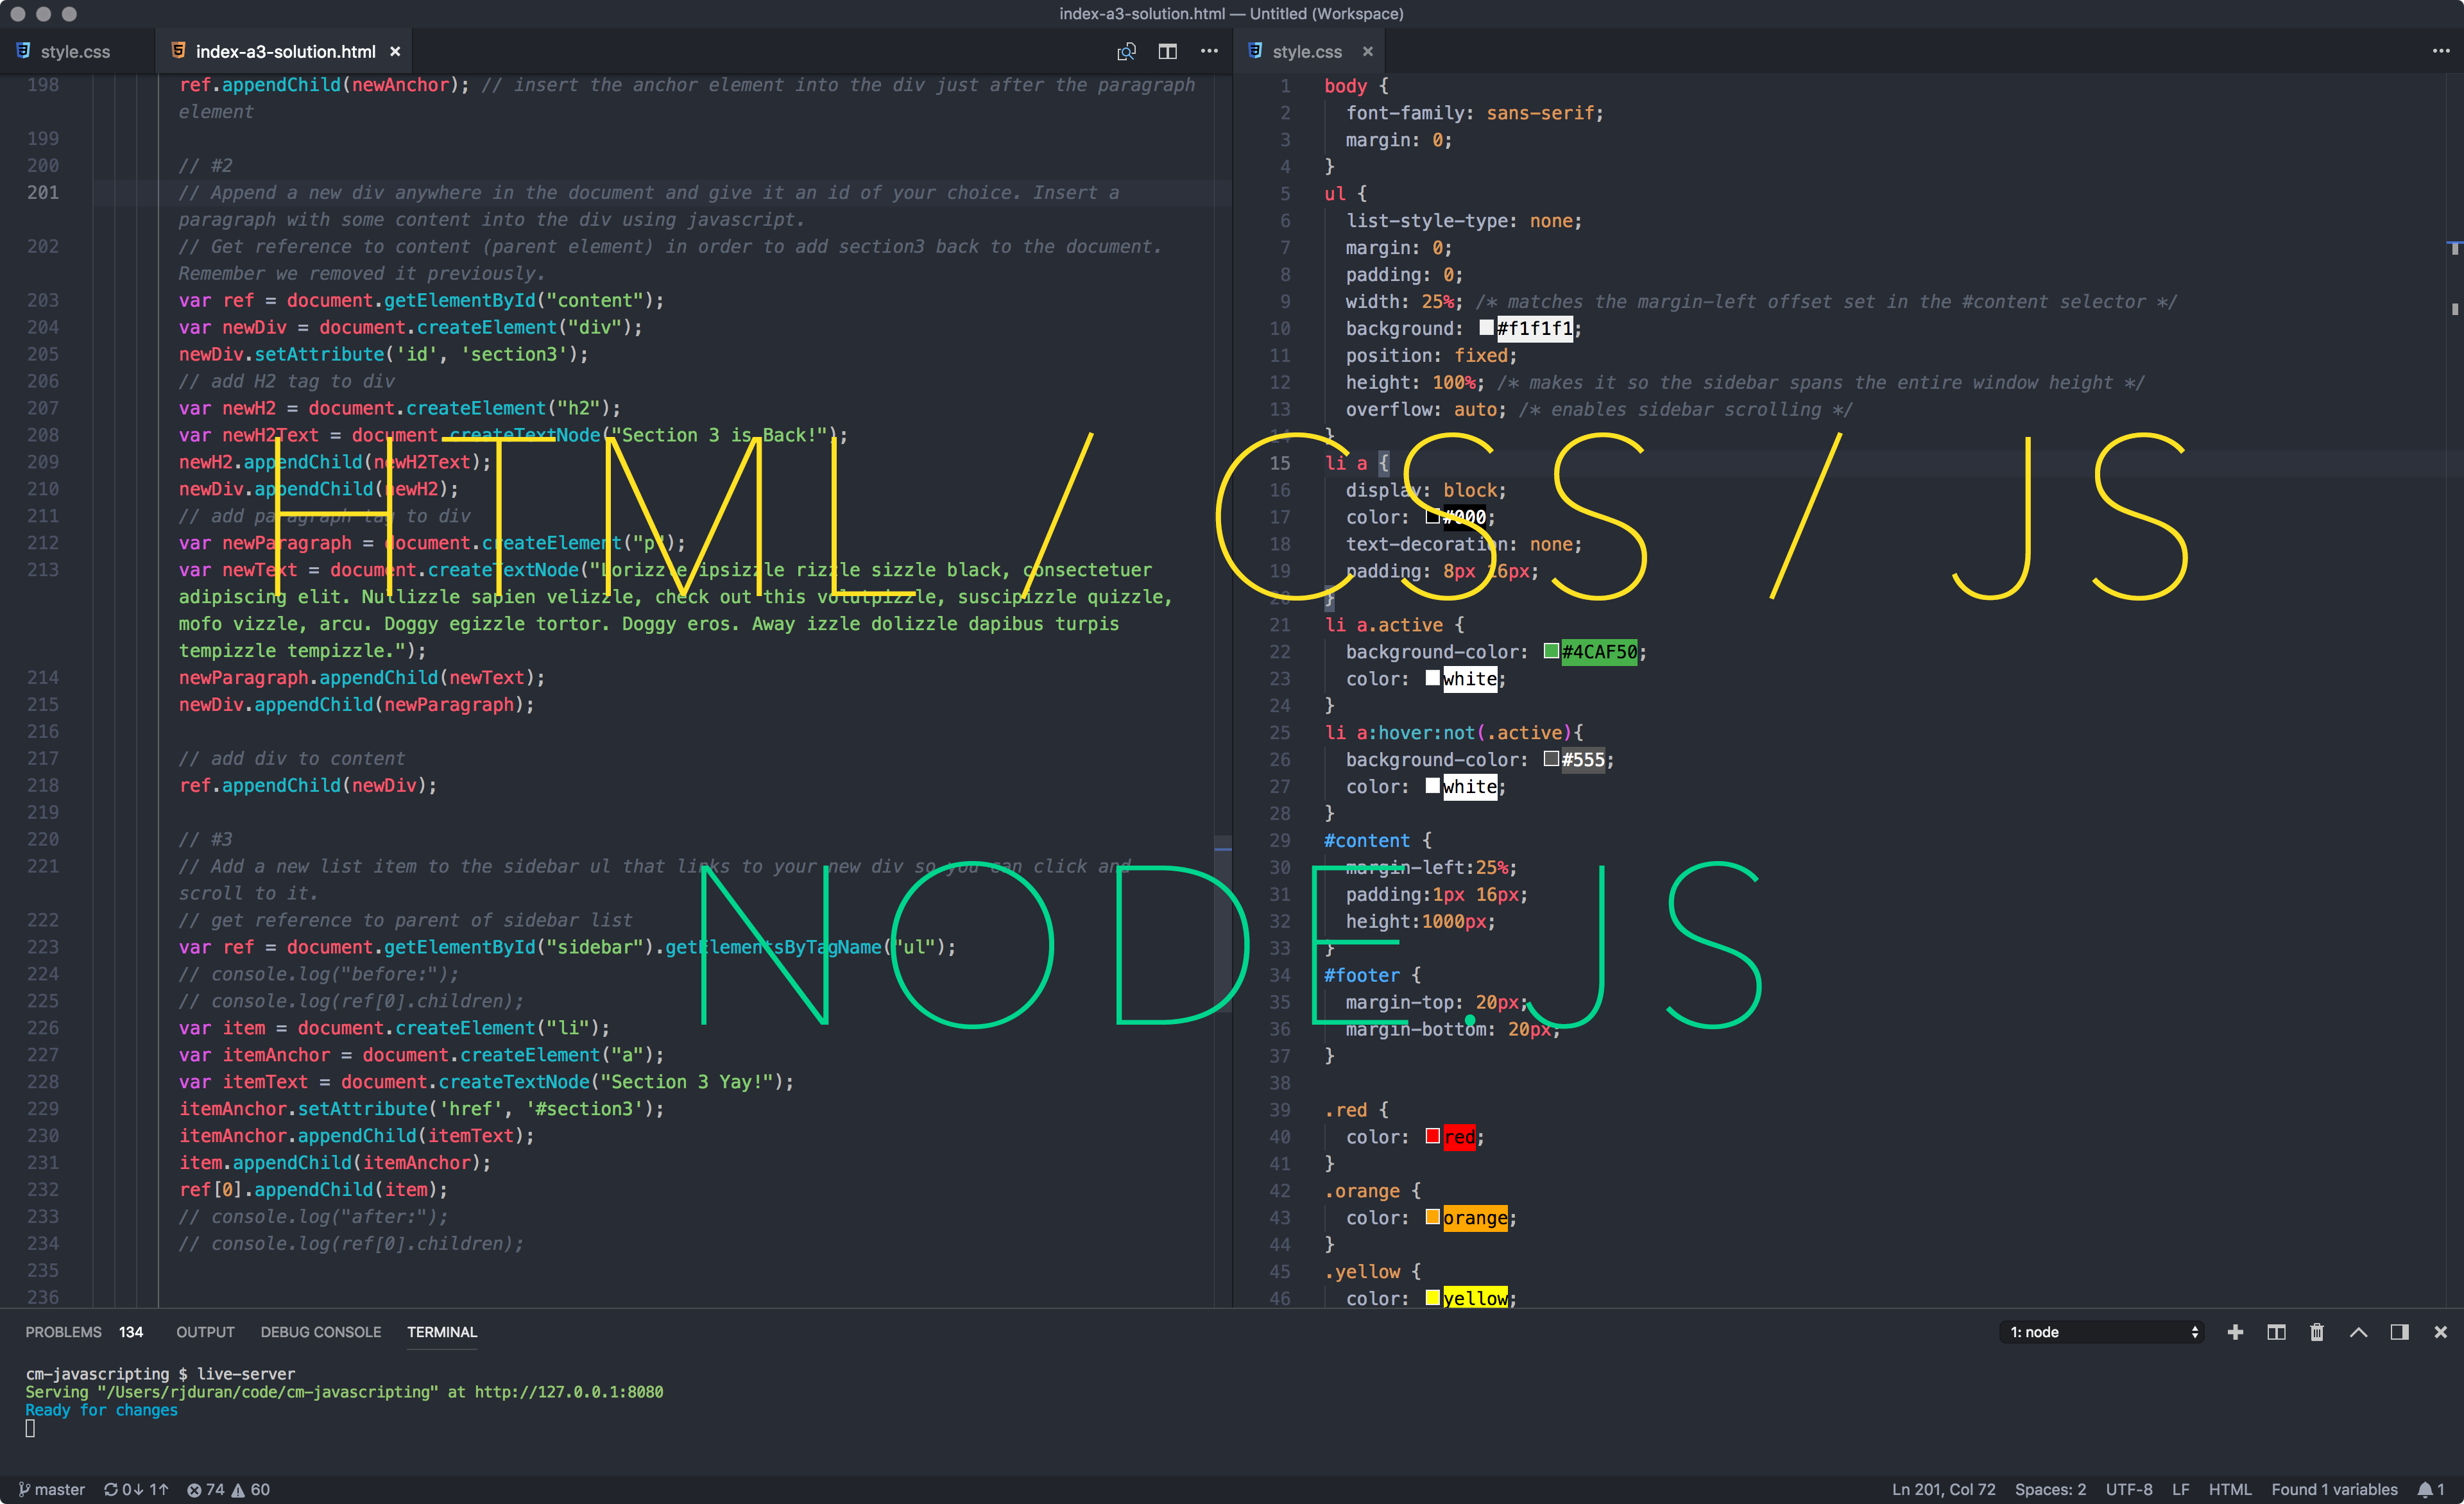 index-a3-solution.html — Untitled (Workspace)
style.css
index-a3-solution.html ×
198 ref.appendChild(newAnchor); // insert the anchor element into the div just after the paragraph
element
199
200 // #2
201 // Append a new div anywhere in the document and give it an id of your choice. Insert a
paragraph with some content into the div using javascript.
202 // Get reference to content (parent element) in order to add section3 back to the document.
Remember we removed it previously.
203 var ref = document.getElementById("content");
204 var newDiv = document.createElement("div");
205 newDiv.setAttribute('id', 'section3');
206 // add H2 tag to div
207 var newH2 = document.createElement("h2");
208 var newH2Text = document.createTextNode("Section 3 is Back!");
209 newH2.appendChild(newH2Text);
210 newDiv.appendChild(newH2);
211 // add paragraph tag to div
212 var newParagraph = document.createElement("p");
213 var newText = document.createTextNode("Lorizzle ipsizzle rizzle sizzle black, consectetuer
adipiscing elit. Nullizzle sapien velizzle, check out this volutpizzle, suscipizzle quizzle,
mofo vizzle, arcu. Doggy egizzle tortor. Doggy eros. Away izzle dolizzle dapibus turpis
tempizzle tempizzle.");
214 newParagraph.appendChild(newText);
215 newDiv.appendChild(newParagraph);
216
217 // add div to content
218 ref.appendChild(newDiv);
219
220 // #3
221 // Add a new list item to the sidebar ul that links to your new div so you can click and
scroll to it.
222 // get reference to parent of sidebar list
223 var ref = document.getElementById("sidebar").getElementsByTagName("ul");
224 // console.log("before:");
225 // console.log(ref[0].children);
226 var item = document.createElement("li");
227 var itemAnchor = document.createElement("a");
228 var itemText = document.createTextNode("Section 3 Yay!");
229 itemAnchor.setAttribute('href', '#section3');
230 itemAnchor.appendChild(itemText);
231 item.appendChild(itemAnchor);
232 ref[0].appendChild(item);
233 // console.log("after:");
234 // console.log(ref[0].children);
235
236
style.css ×
1 body {
2 font-family: sans-serif;
3 margin: 0;
4 }
5 ul {
6 list-style-type: none;
7 margin: 0;
8 padding: 0;
9 width: 25%; /* matches the margin-left offset set in the #content selector */
10 background: #f1f1f1;
11 position: fixed;
12 height: 100%; /* makes it so the sidebar spans the entire window height */
13 overflow: auto; /* enables sidebar scrolling */
14 }
15 li a {
16 display: block;
17 color: #000;
18 text-decoration: none;
19 padding: 8px 16px;
20 }
21 li a.active {
22 background-color: #4CAF50;
23 color: white;
24 }
25 li a:hover:not(.active){
26 background-color: #555;
27 color: white;
28 }
29 #content {
30 margin-left:25%;
31 padding:1px 16px;
32 height:1000px;
33 }
34 #footer {
35 margin-top: 20px;
36 margin-bottom: 20px;
37 }
38
39 .red {
40 color: red;
41 }
42 .orange {
43 color: orange;
44 }
45 .yellow {
46 color: yellow;
HTML / CSS / JS
NODE.JS
PROBLEMS 134 OUTPUT DEBUG CONSOLE TERMINAL
1: node
cm-javascripting $ live-server
Serving "/Users/rjduran/code/cm-javascripting" at http://127.0.0.1:8080
Ready for changes
master 0↓ 1↑ 74 60
Ln 201, Col 72 Spaces: 2 UTF-8 LF HTML Found 1 variables 1